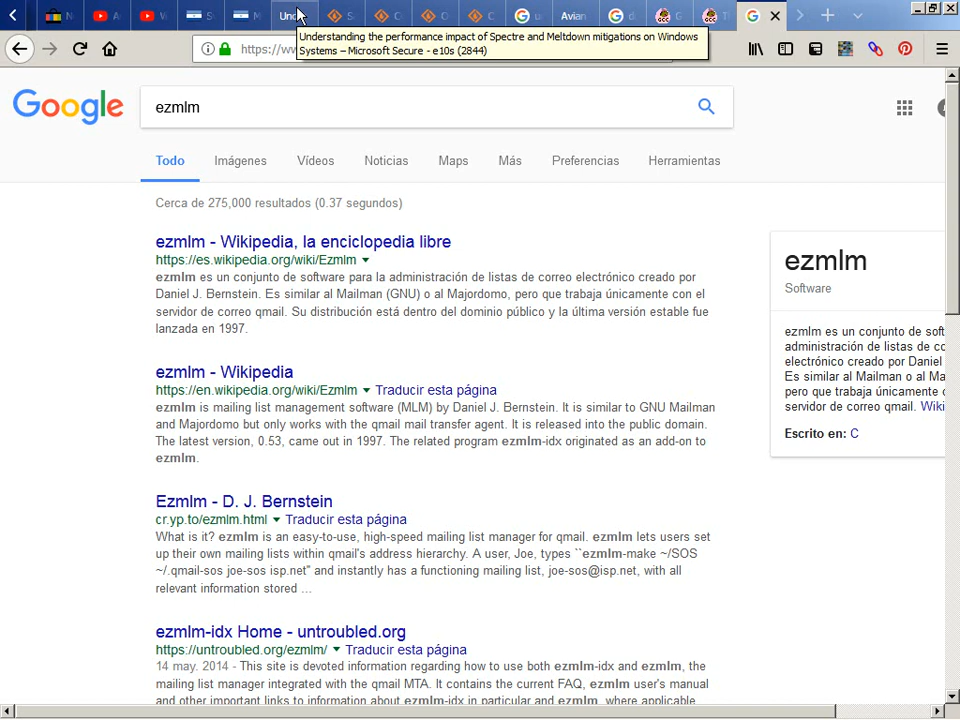 N
A
W
S
M
Und
S
C
O
C
u
Avian
d
G
T
Understanding the performance impact of Spectre and Meltdown mitigations on Windows
Systems – Microsoft Secure - e10s (2844)
https://ww
Google
ezmlm
Todo Imágenes Vídeos Noticias Maps Más Preferencias Herramientas
Cerca de 275,000 resultados (0.37 segundos)
ezmlm - Wikipedia, la enciclopedia libre
https://es.wikipedia.org/wiki/Ezmlm
ezmlm es un conjunto de software para la administración de listas de correo electrónico creado por
Daniel J. Bernstein. Es similar al Mailman (GNU) o al Majordomo, pero que trabaja únicamente con el
servidor de correo qmail. Su distribución está dentro del dominio público y la última versión estable fue
lanzada en 1997.
ezmlm - Wikipedia
https://en.wikipedia.org/wiki/Ezmlm Traducir esta página
ezmlm is mailing list management software (MLM) by Daniel J. Bernstein. It is similar to GNU Mailman
and Majordomo but only works with the qmail mail transfer agent. It is released into the public domain.
The latest version, 0.53, came out in 1997. The related program ezmlm-idx originated as an add-on to
ezmlm.
Ezmlm - D. J. Bernstein
cr.yp.to/ezmlm.html Traducir esta página
What is it? ezmlm is an easy-to-use, high-speed mailing list manager for qmail. ezmlm lets users set
up their own mailing lists within qmail's address hierarchy. A user, Joe, types ``ezmlm-make ~/SOS
~/.qmail-sos joe-sos isp.net'' and instantly has a functioning mailing list, joe-sos@isp.net, with all
relevant information stored ...
ezmlm-idx Home - untroubled.org
https://untroubled.org/ezmlm/ Traducir esta página
14 may. 2014 - This site is devoted information regarding how to use both ezmlm-idx and ezmlm, the
mailing list manager integrated with the qmail MTA. It contains the current FAQ, ezmlm user's manual
and other important links to information about ezmlm-idx in particular and ezmlm, where applicable
ezmlm
Software
ezmlm es un conjunto de soft
administración de listas de co
electrónico creado por Daniel
Es similar al Mailman o al Ma
pero que trabaja únicamente
servidor de correo qmail. Wiki
Escrito en: C